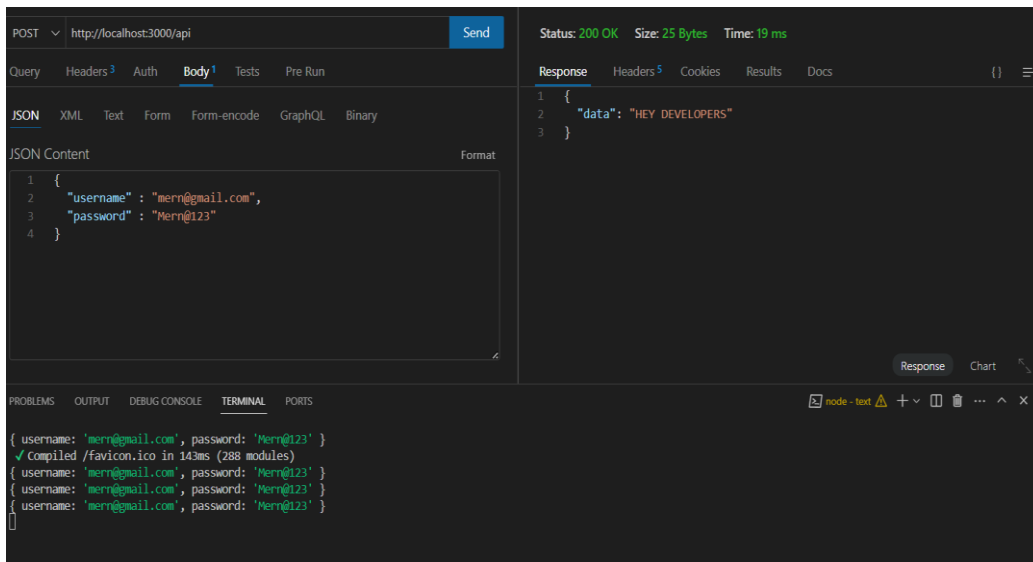 POST http://localhost:3000/api Send
Query Headers 3 Auth Body 1 Tests Pre Run
JSON XML Text Form Form-encode GraphQL Binary
JSON Content Format
1 {
2 "username" : "mern@gmail.com",
3 "password" : "Mern@123"
4 }
Status: 200 OK Size: 25 Bytes Time: 19 ms
Response Headers 5 Cookies Results Docs {}
1 {
2 "data": "HEY DEVELOPERS"
3 }
Response Chart
PROBLEMS OUTPUT DEBUG CONSOLE TERMINAL PORTS node - text
{ username: 'mern@gmail.com', password: 'Mern@123' }
✓ Compiled /favicon.ico in 143ms (288 modules)
{ username: 'mern@gmail.com', password: 'Mern@123' }
{ username: 'mern@gmail.com', password: 'Mern@123' }
{ username: 'mern@gmail.com', password: 'Mern@123' }